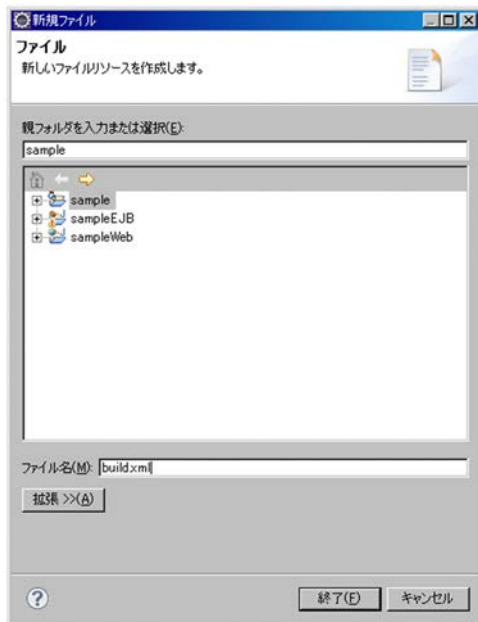 新規ファイル
ファイル
新しいファイルリソースを作成します。
親フォルダを入力または選択(E):
sample
sample
sampleEJB
sampleWeb
ファイル名(M): build.xml
拡張 >>(A)
終了(F) キャンセル